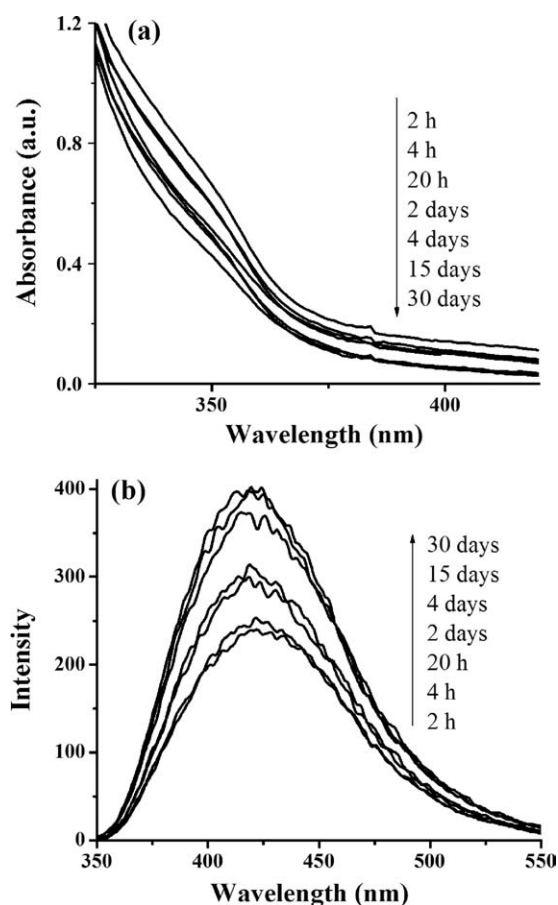 (a)
1.2
0.8
0.4
0.0
Absorbance (a.u.)
2 h
4 h
20 h
2 days
4 days
15 days
30 days
350
400
Wavelength (nm)
(b)
400
300
200
100
0
Intensity
30 days
15 days
4 days
2 days
20 h
4 h
2 h
350
400
450
500
550
Wavelength (nm)